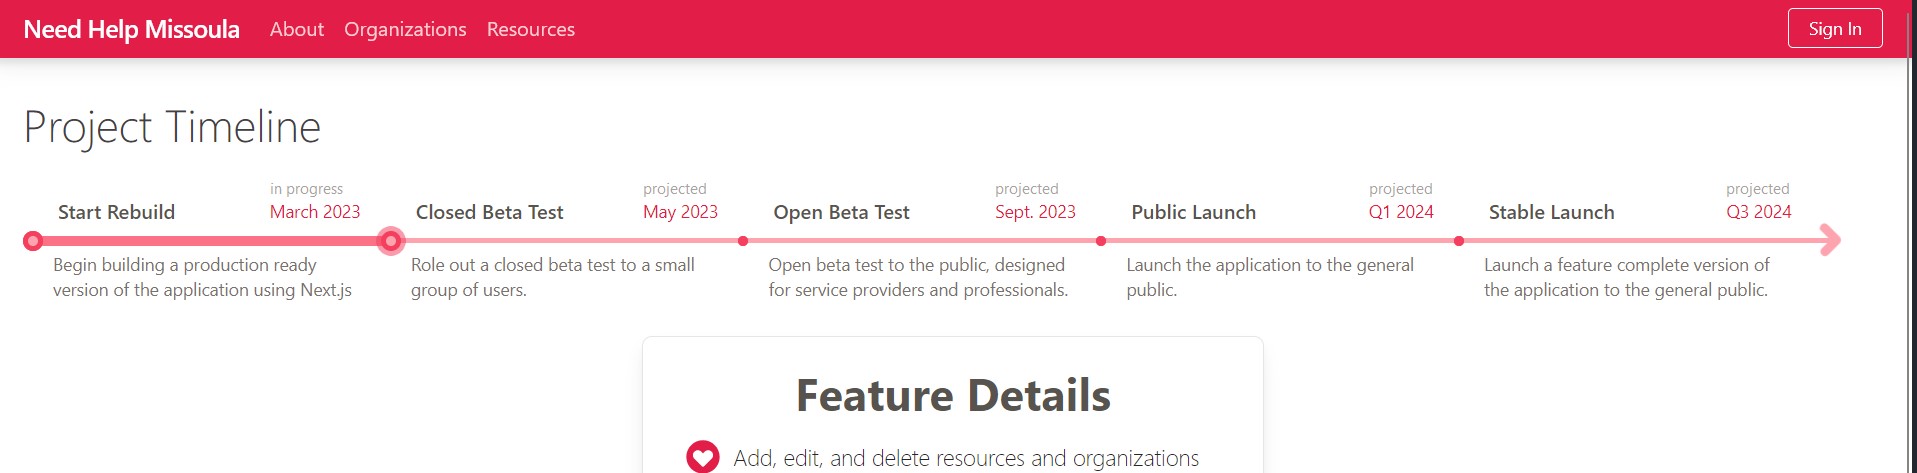 Need Help Missoula About Organizations Resources Sign In
Project Timeline
in progress
Start Rebuild March 2023
Begin building a production ready
version of the application using Next.js
projected
Closed Beta Test May 2023
Role out a closed beta test to a small
group of users.
projected
Open Beta Test Sept. 2023
Open beta test to the public, designed
for service providers and professionals.
projected
Public Launch Q1 2024
Launch the application to the general
public.
projected
Stable Launch Q3 2024
Launch a feature complete version of
the application to the general public.
Feature Details
Add, edit, and delete resources and organizations